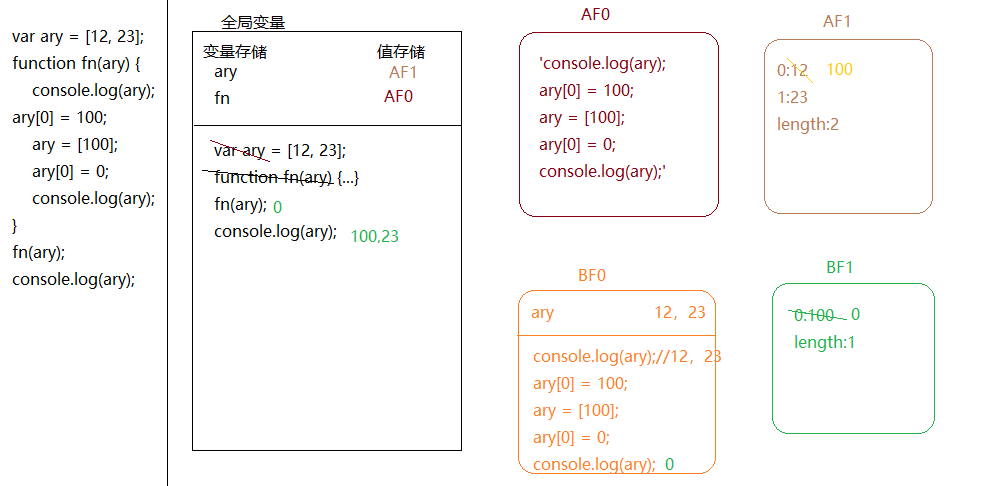 var ary = [12, 23];
function fn(ary) {
console.log(ary);
ary[0] = 100;
ary = [100];
ary[0] = 0;
console.log(ary);
}
fn(ary);
console.log(ary);
全局变量
变量存储 值存储
ary AF1
fn AF0
var ary = [12, 23];
function fn(ary) {...}
fn(ary); 0
console.log(ary); 100,23
AF0
'console.log(ary);
ary[0] = 100;
ary = [100];
ary[0] = 0;
console.log(ary);'
AF1
0:12 100
1:23
length:2
BF0
ary 12，23
console.log(ary);//12，23
ary[0] = 100;
ary = [100];
ary[0] = 0;
console.log(ary); 0
BF1
0:100 0
length:1